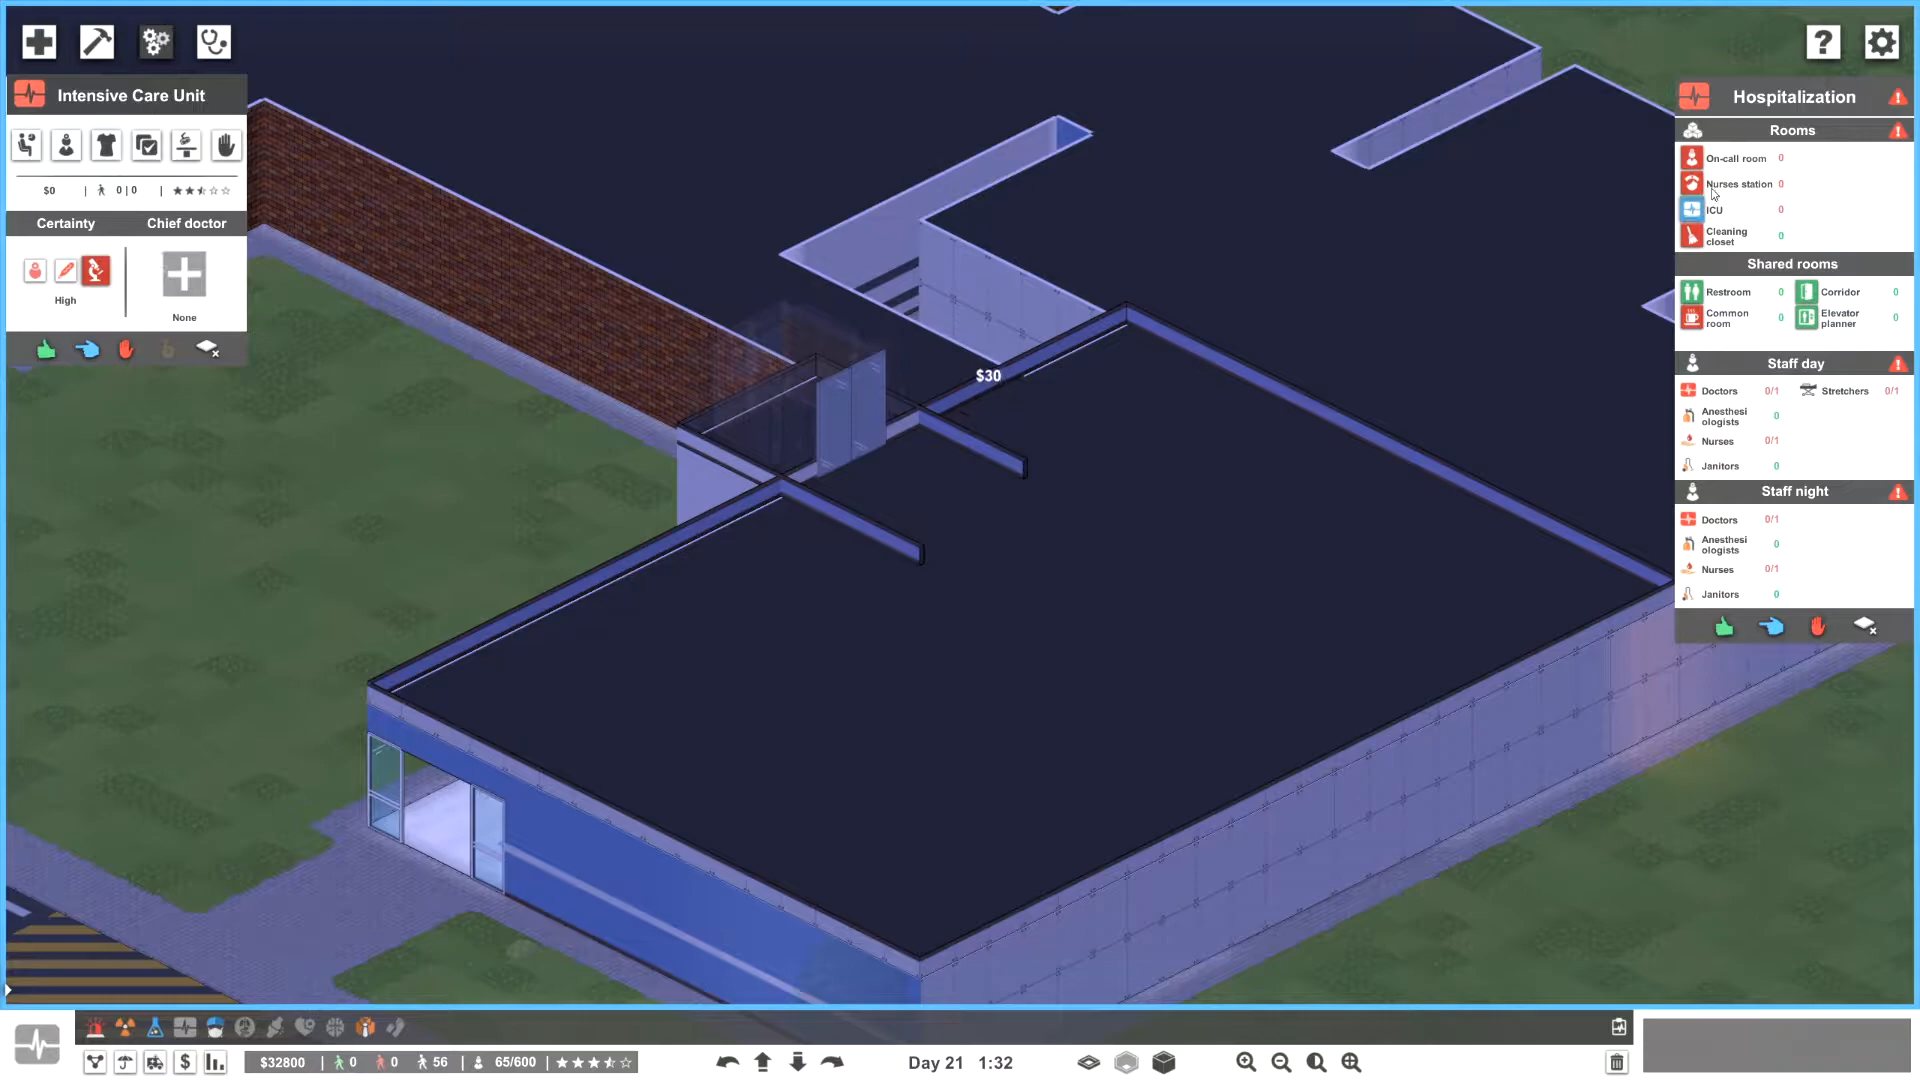 Intensive Care Unit
$0 | 0|0 |
Certainty Chief doctor
High
None
$30
Hospitalization
Rooms
On-call room 0
Nurses station 0
ICU 0
Cleaning closet 0
Shared rooms
Restroom 0 Corridor 0
Common room 0 Elevator planner 0
Staff day
Doctors 0/1 Stretchers 0/1
Anesthesi
ologists 0
Nurses 0/1
Janitors 0
Staff night
Doctors 0/1
Anesthesi
ologists 0
Nurses 0/1
Janitors 0
$32800 | 0 0 56 | 65/600 |
Day 21 1:32